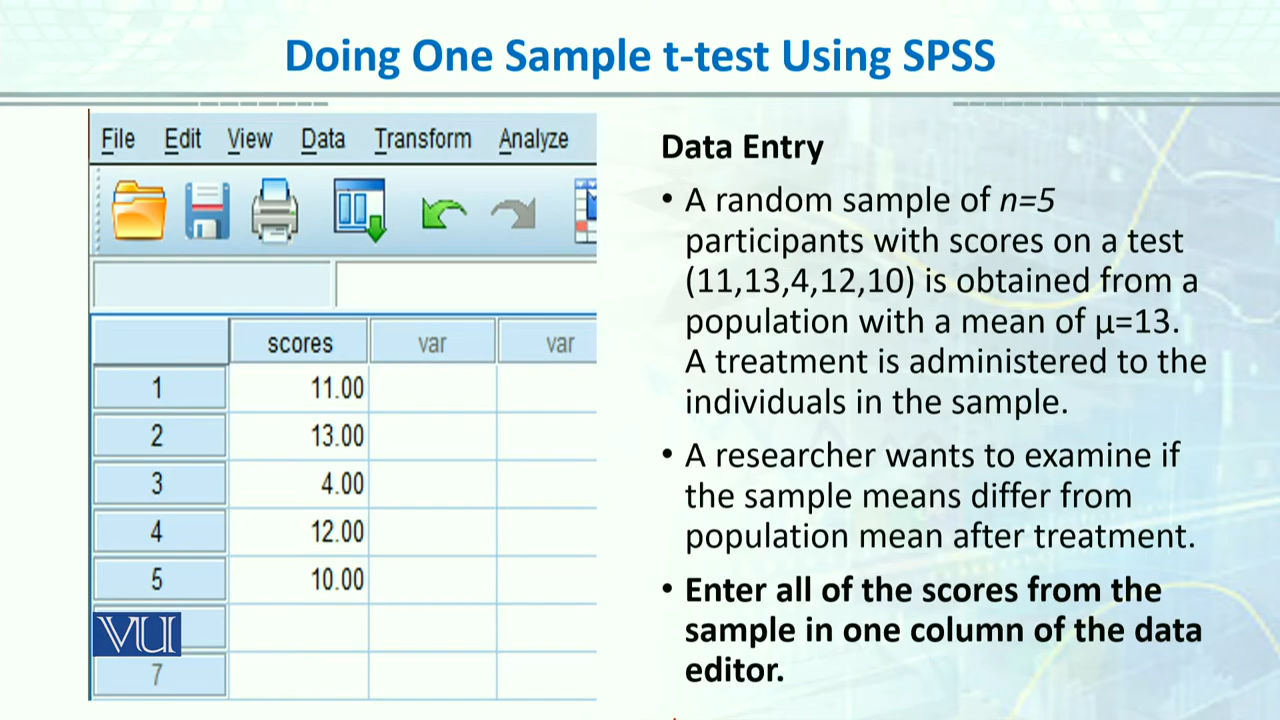 Doing One Sample t-test Using SPSS
File Edit View Data Transform Analyze
scores var var
1 11.00
2 13.00
3 4.00
4 12.00
5 10.00
VU
7
Data Entry
• A random sample of n=5
participants with scores on a test
(11,13,4,12,10) is obtained from a
population with a mean of µ=13.
A treatment is administered to the
individuals in the sample.
• A researcher wants to examine if
the sample means differ from
population mean after treatment.
• Enter all of the scores from the
sample in one column of the data
editor.